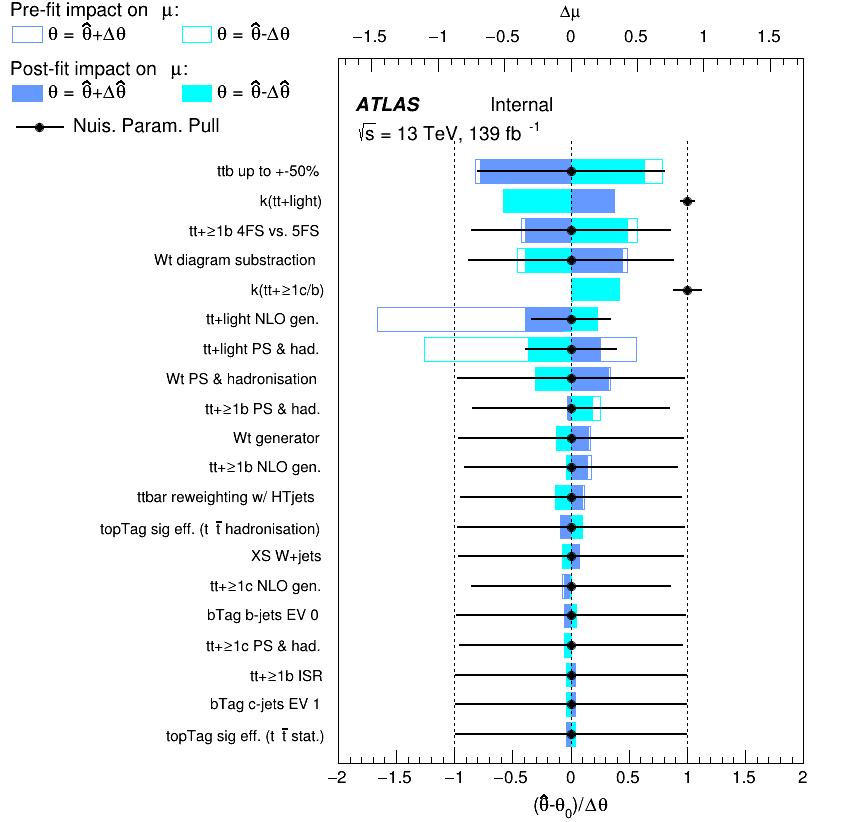 Pre-fit impact on μ:
θ = θ̂+Δθ θ = θ̂-Δθ
Post-fit impact on μ:
θ = θ̂+Δθ̂ θ = θ̂-Δθ̂
Nuis. Param. Pull
Δμ
−1.5 −1 −0.5 0 0.5 1 1.5
ATLAS Internal
√s = 13 TeV, 139 fb⁻¹
ttb up to +-50%
k(tt+light)
tt+≥1b 4FS vs. 5FS
Wt diagram substraction
k(tt+≥1c/b)
tt+light NLO gen.
tt+light PS & had.
Wt PS & hadronisation
tt+≥1b PS & had.
Wt generator
tt+≥1b NLO gen.
ttbar reweighting w/ HTjets
topTag sig eff. (t t̄ hadronisation)
XS W+jets
tt+≥1c NLO gen.
bTag b-jets EV 0
tt+≥1c PS & had.
tt+≥1b ISR
bTag c-jets EV 1
topTag sig eff. (t t̄ stat.)
−2 −1.5 −1 −0.5 0 0.5 1 1.5 2
(θ̂-θ₀)/Δθ